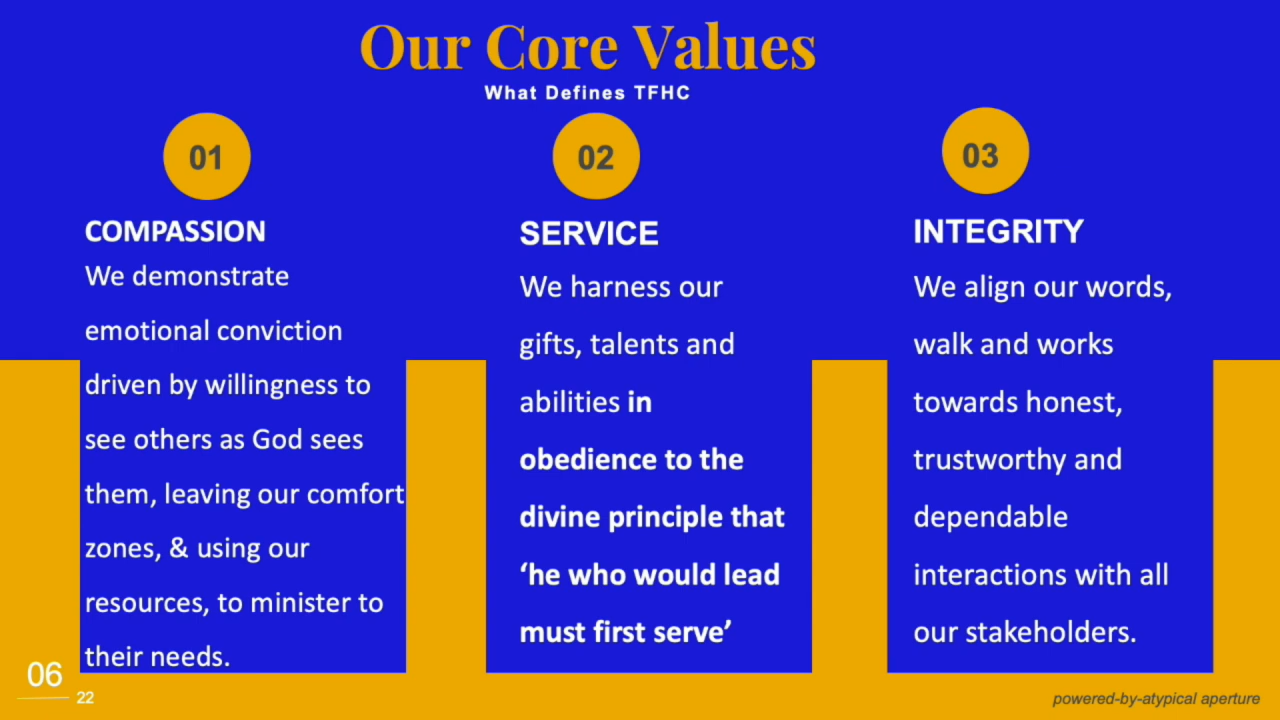 Our Core Values
What Defines TFHC
01
COMPASSION
We demonstrate
emotional conviction
driven by willingness to
see others as God sees
them, leaving our comfort
zones, & using our
resources, to minister to
their needs.
02
SERVICE
We harness our
gifts, talents and
abilities in
obedience to the
divine principle that
‘he who would lead
must first serve’
03
INTEGRITY
We align our words,
walk and works
towards honest,
trustworthy and
dependable
interactions with all
our stakeholders.
06
22
powered-by-atypical aperture